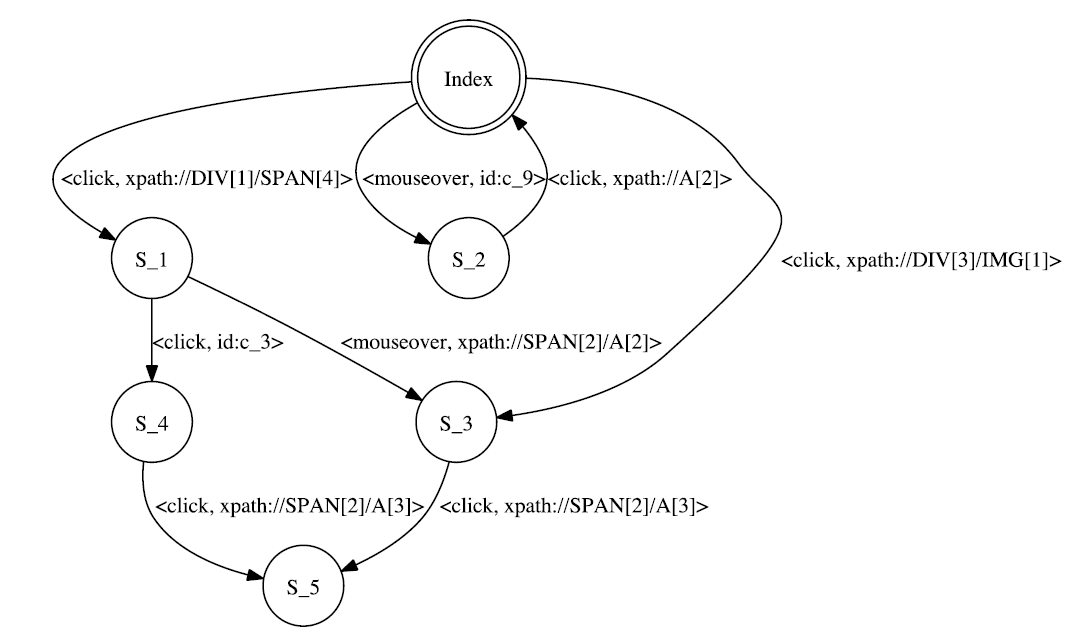 Index
<click, xpath://DIV[1]/SPAN[4]>
<mouseover, id:c_9>
<click, xpath://A[2]>
S_1
S_2
<click, xpath://DIV[3]/IMG[1]>
<click, id:c_3>
<mouseover, xpath://SPAN[2]/A[2]>
S_4
S_3
<click, xpath://SPAN[2]/A[3]>
<click, xpath://SPAN[2]/A[3]>
S_5